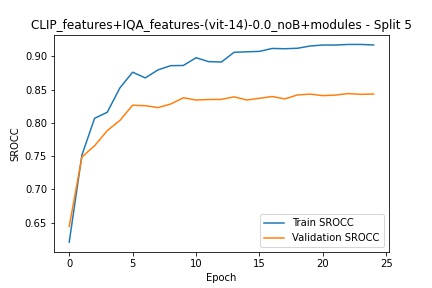 CLIP_features+IQA_features-(vit-14)-0.0_noB+modules - Split 5
SROCC
0.90
0.85
0.80
0.75
0.70
0.65
0 5 10 15 20 25
Epoch
Train SROCC
Validation SROCC